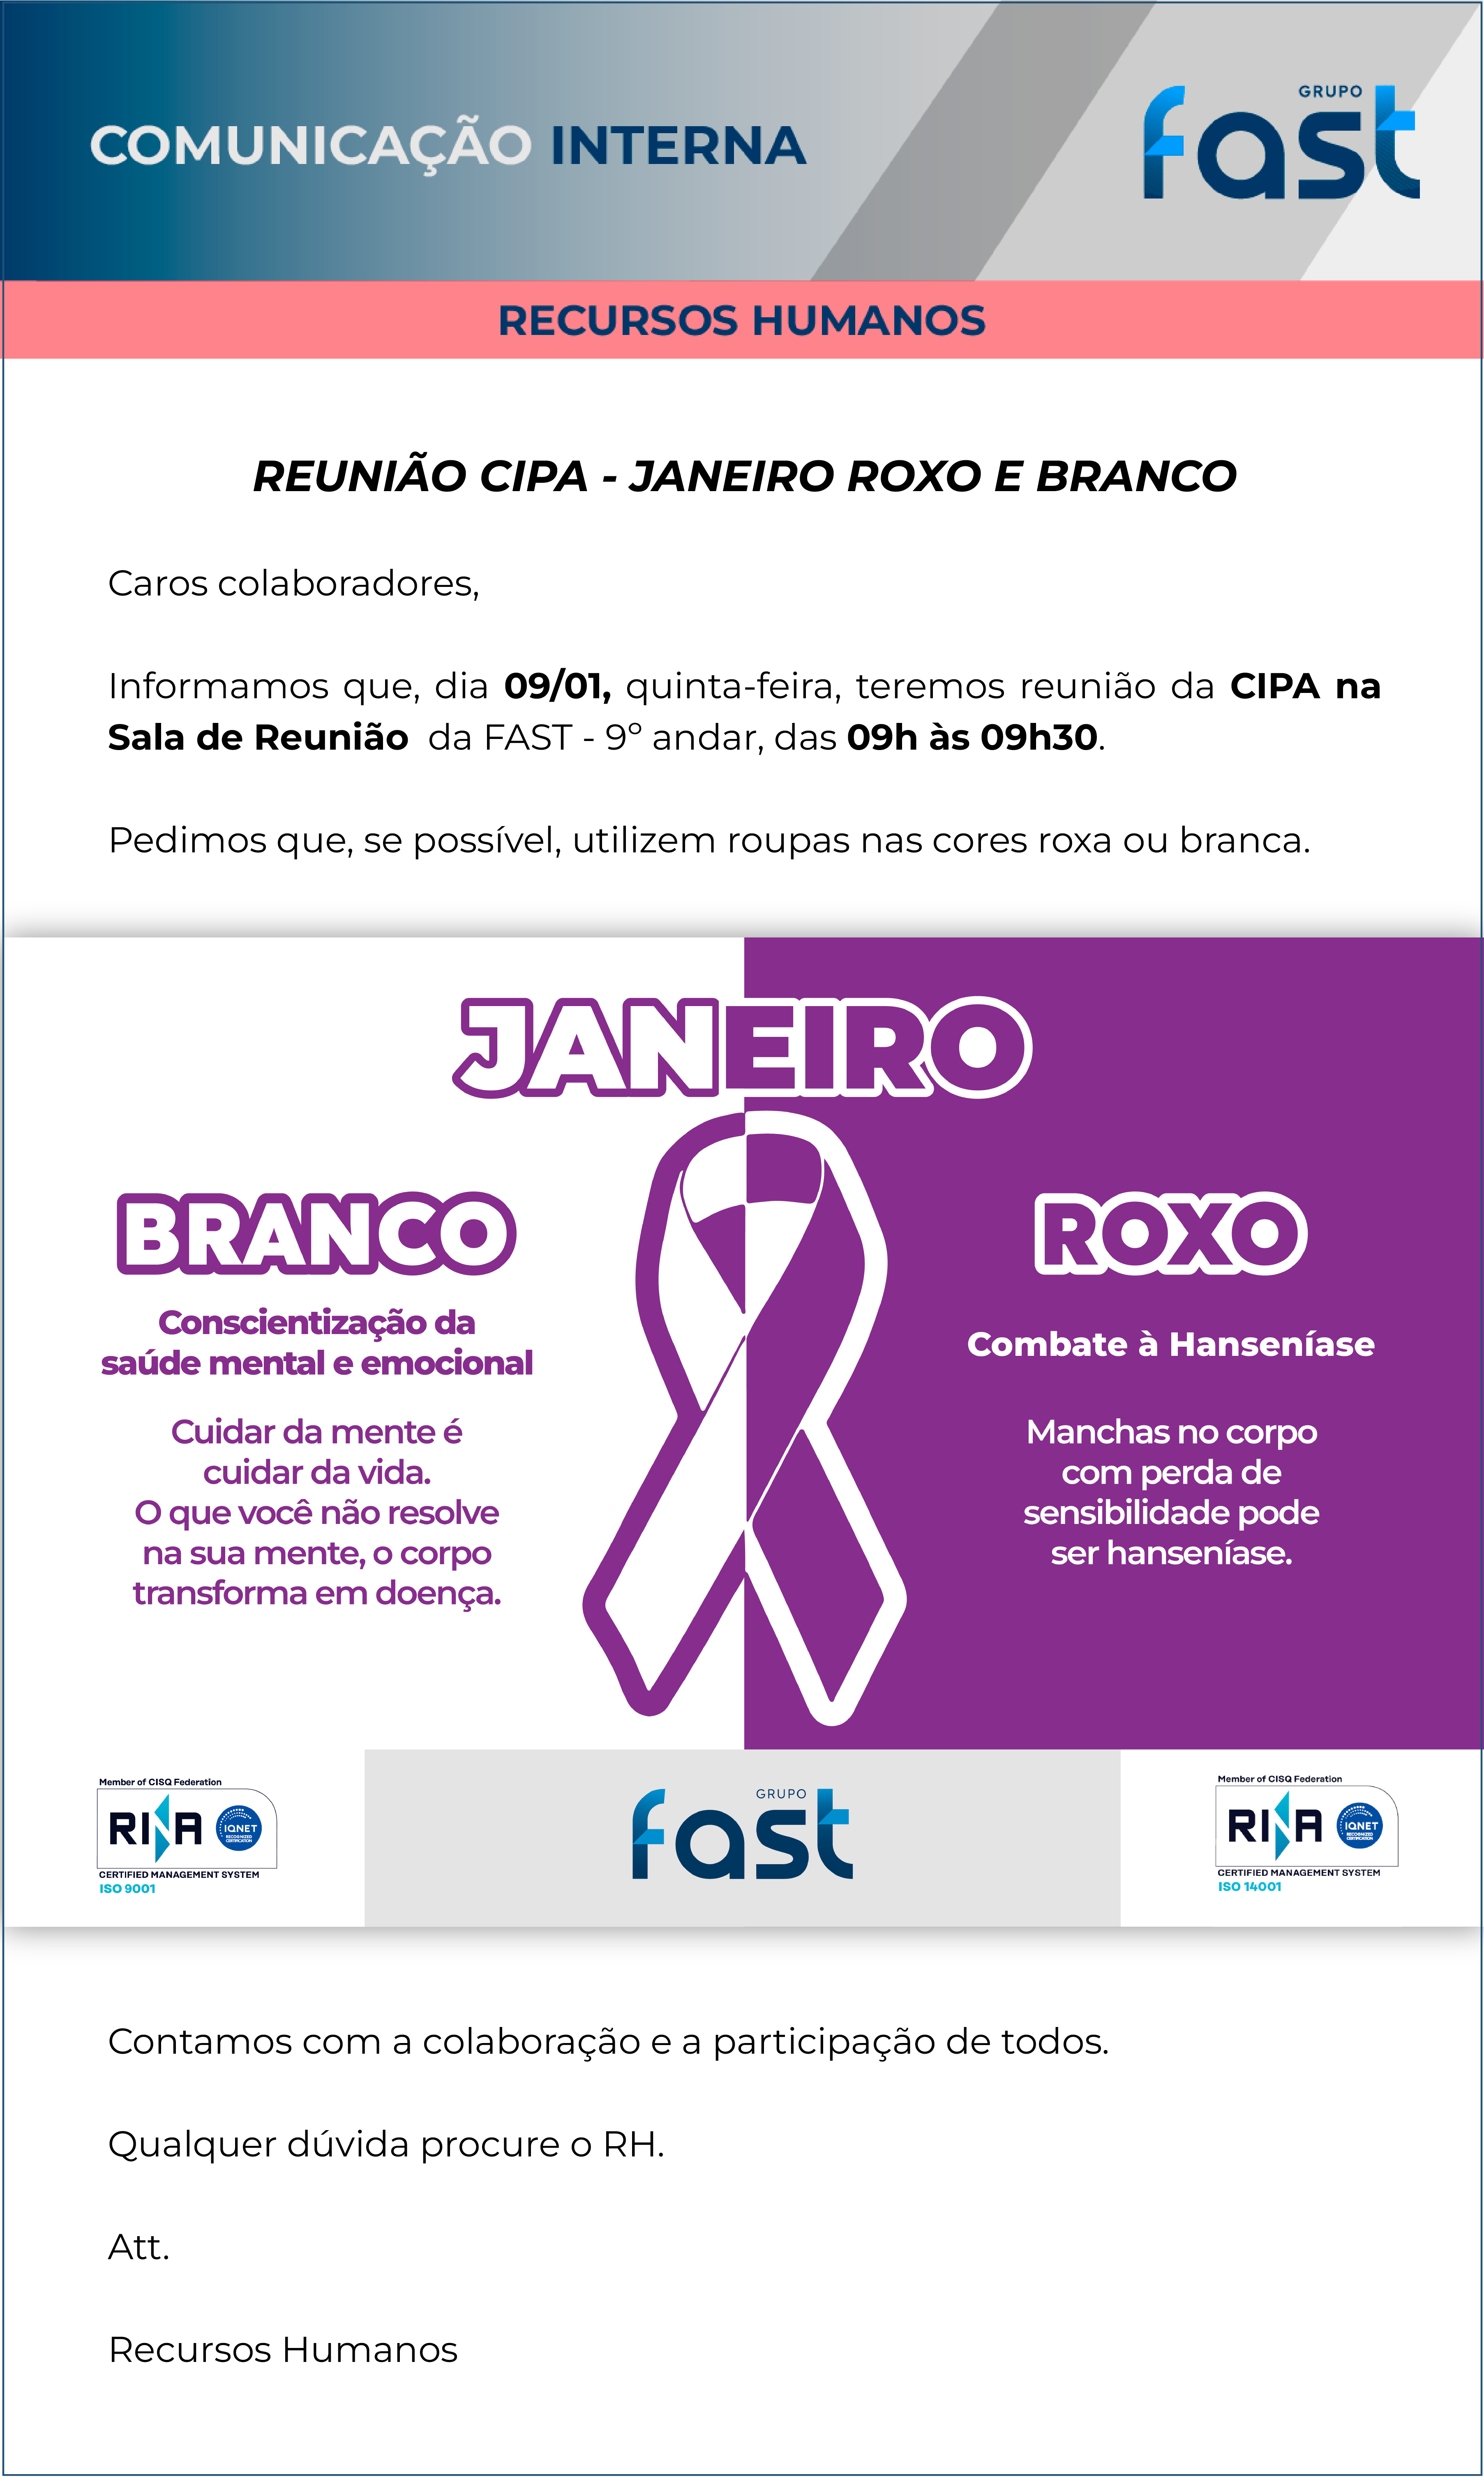 COMUNICAÇÃO INTERNA
GRUPO
fast
RECURSOS HUMANOS
REUNIÃO CIPA - JANEIRO ROXO E BRANCO
Caros colaboradores,
Informamos que, dia 09/01, quinta-feira, teremos reunião da CIPA na
Sala de Reunião da FAST - 9º andar, das 09h às 09h30.
Pedimos que, se possível, utilizem roupas nas cores roxa ou branca.
JANEIRO
BRANCO
Conscientização da
saúde mental e emocional
Cuidar da mente é
cuidar da vida.
O que você não resolve
na sua mente, o corpo
transforma em doença.
ROXO
Combate à Hanseníase
Manchas no corpo
com perda de
sensibilidade pode
ser hanseníase.
Member of CISQ Federation
RINA
IQNET
RECOGNIZED
CERTIFICATION
CERTIFIED MANAGEMENT SYSTEM
ISO 9001
GRUPO
fast
Member of CISQ Federation
RINA
IQNET
RECOGNIZED
CERTIFICATION
CERTIFIED MANAGEMENT SYSTEM
ISO 14001
Contamos com a colaboração e a participação de todos.
Qualquer dúvida procure o RH.
Att.
Recursos Humanos